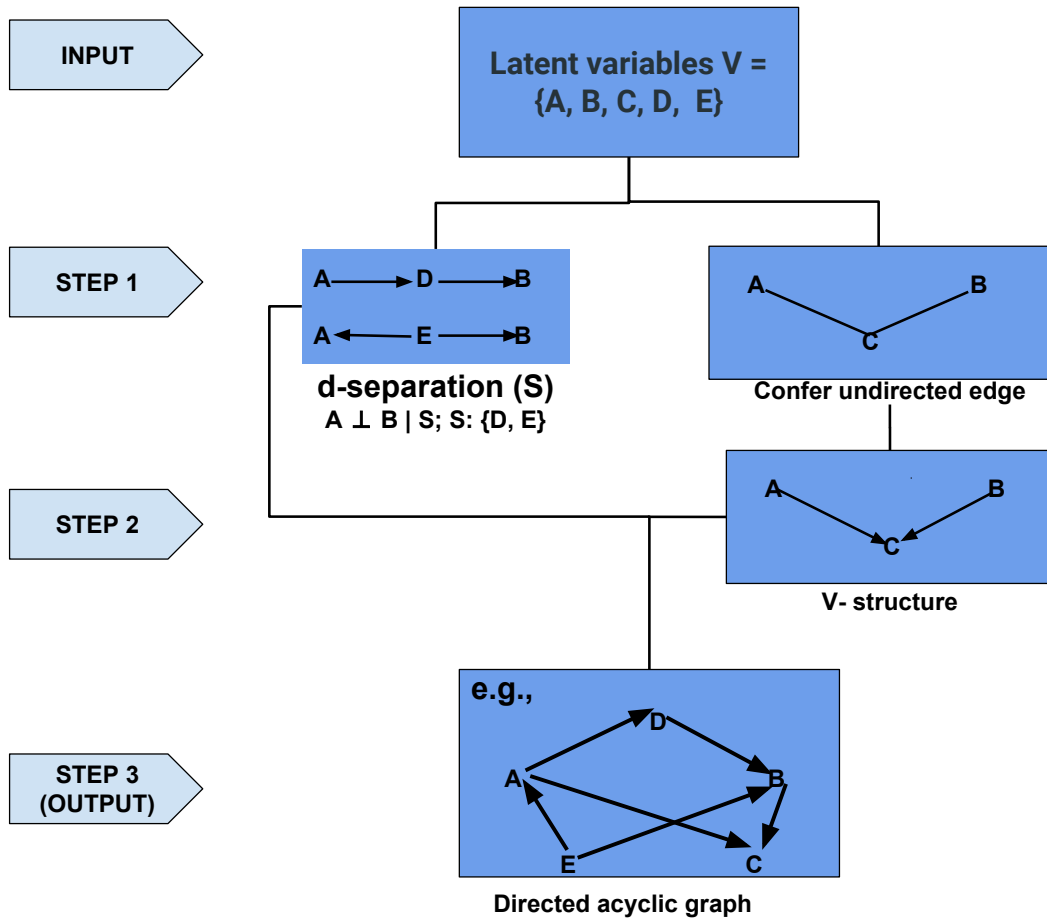 INPUT
Latent variables V =
{A, B, C, D, E}
STEP 1
A D B
A E B
d-separation (S)
A ⊥ B | S; S: {D, E}
A B
C
Confer undirected edge
STEP 2
A B
C
V- structure
STEP 3
(OUTPUT)
e.g.,
D
A B
E C
Directed acyclic graph